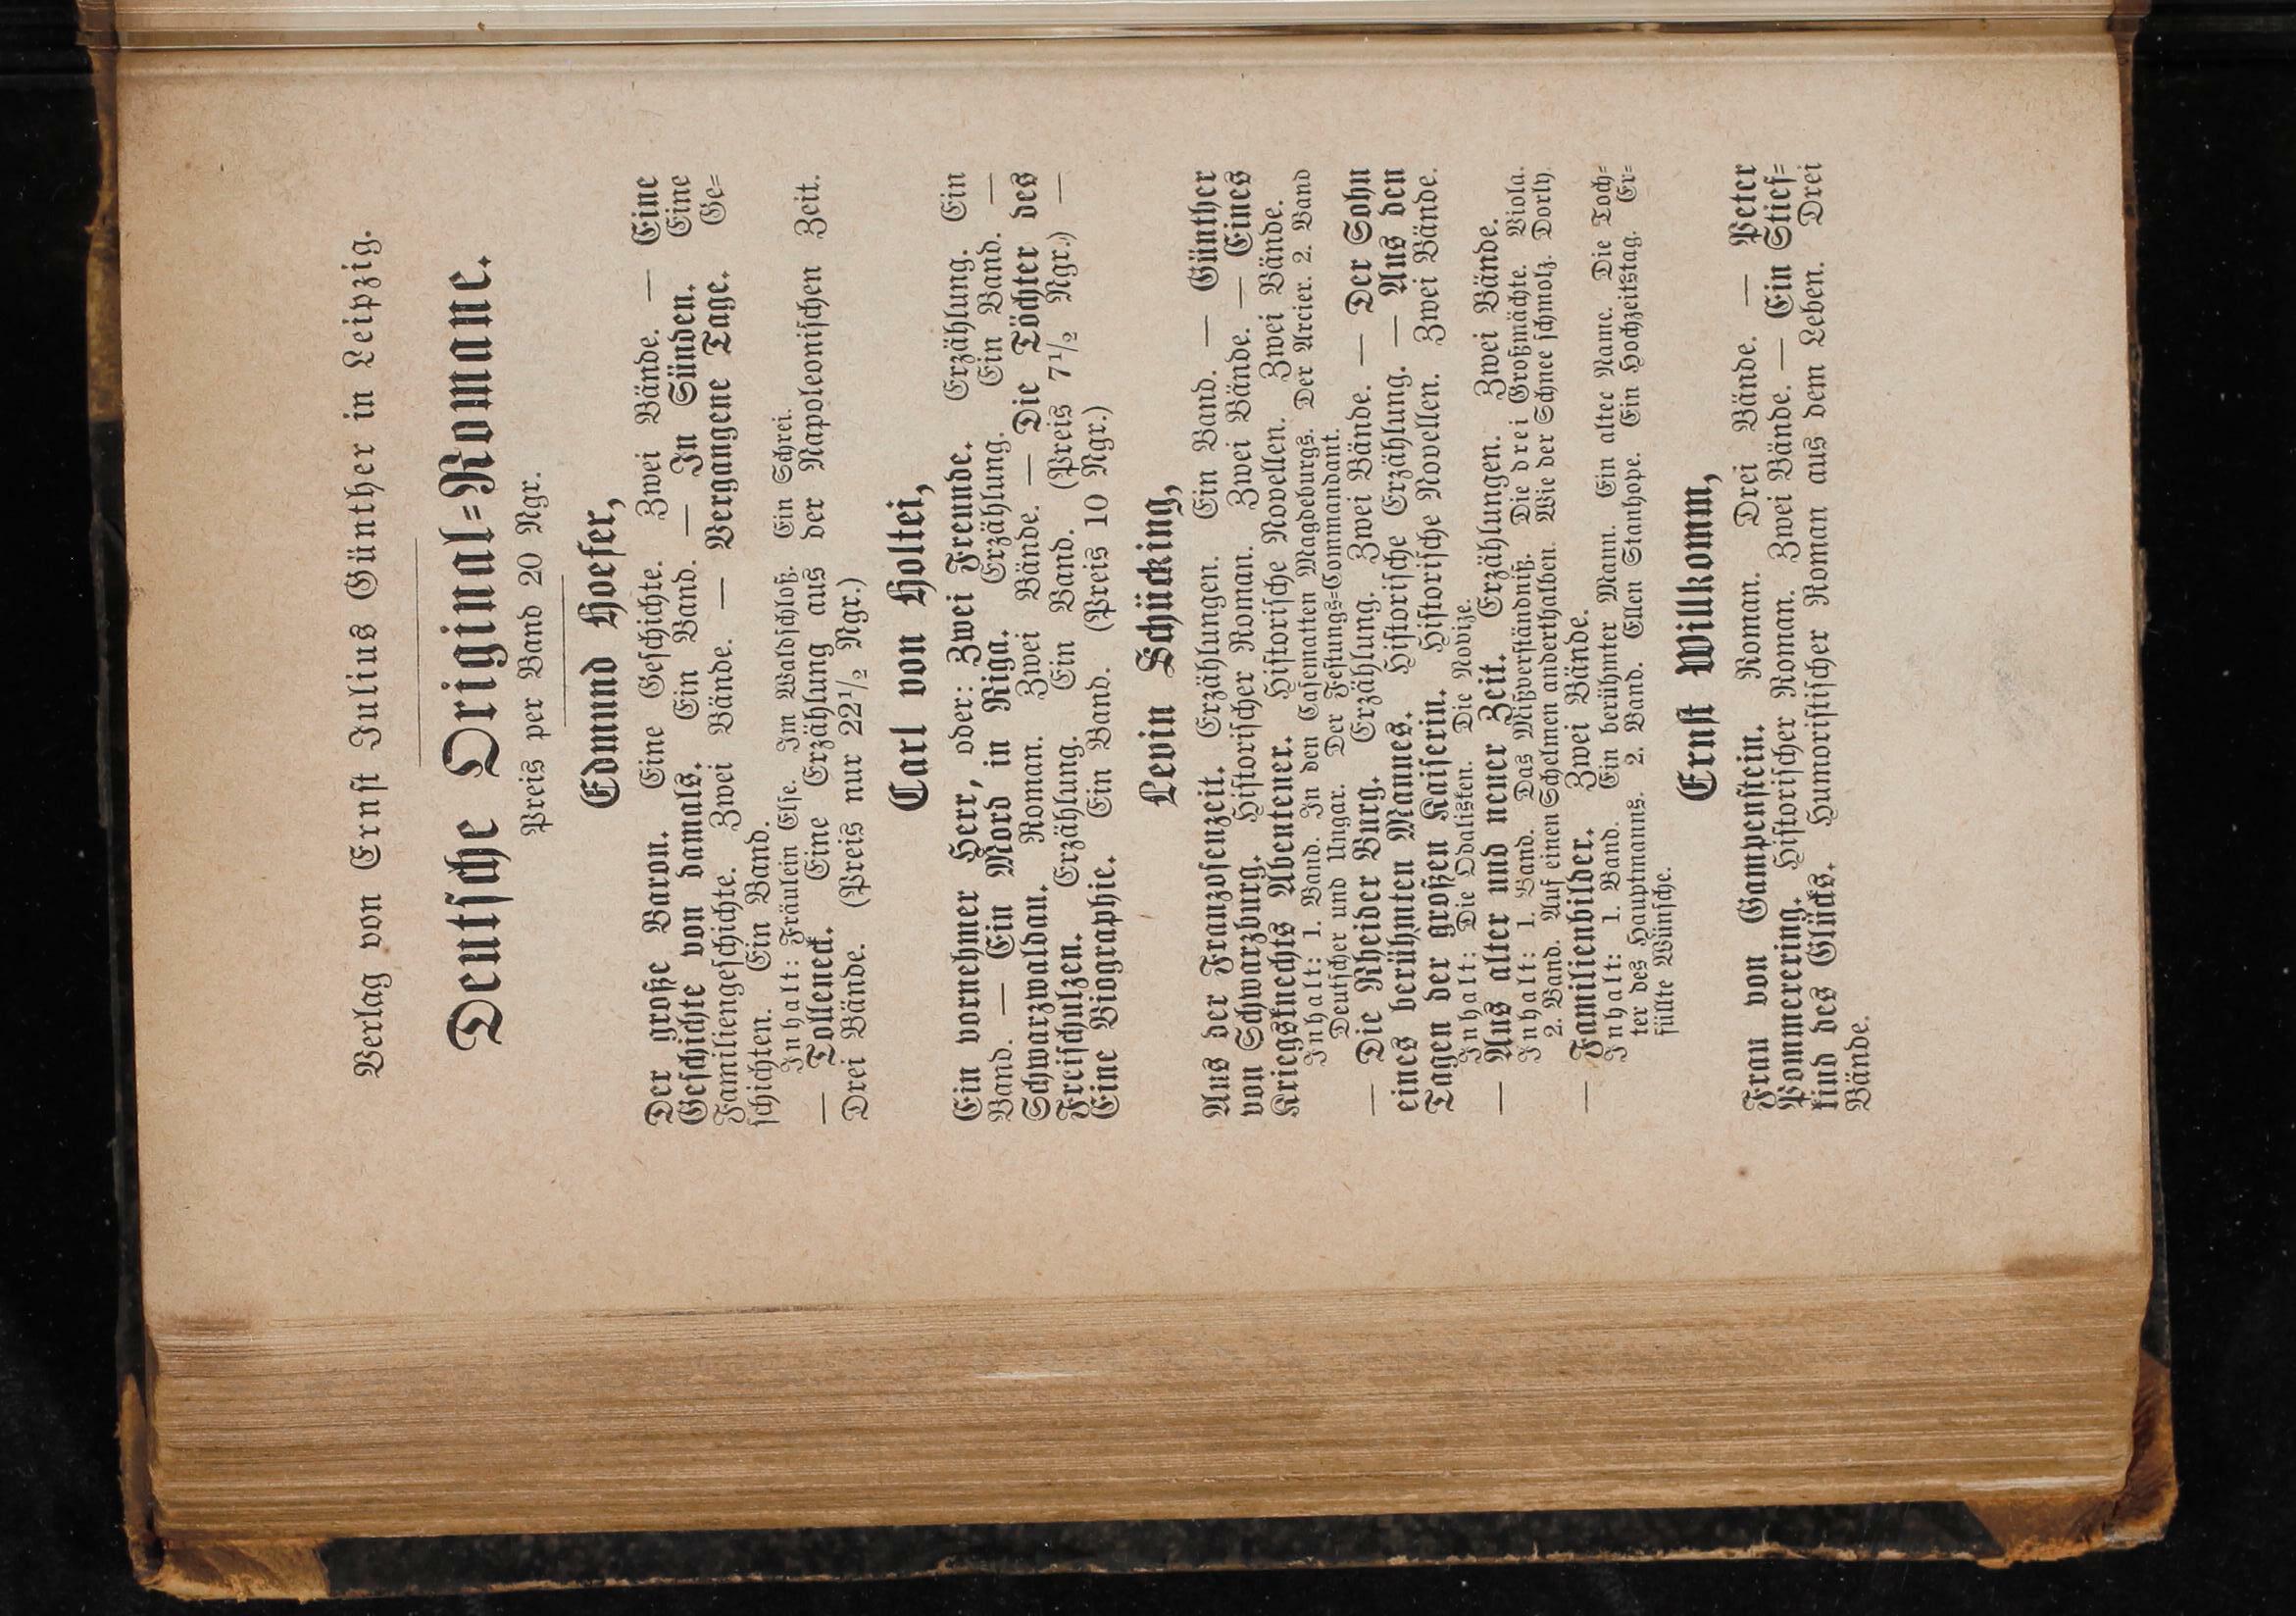 Verlag von Ernst Julius Günther in Leipzig.
Deutsche Original=Romane.
Preis per Band 20 Ngr.
Edmund Hoefer,
Der große Baron. Eine Geschichte. Zwei Bände. — Eine
Geschichte von damals. Ein Band. — In Sünden. Eine
Familiengeschichte. Zwei Bände. — Vergangene Tage. Ge=
schichten. Ein Band.
Inhalt: Fräulein Else. Im Waldschloß. Ein Schrei.
— Tolleneck. Eine Erzählung aus der Napoleonischen Zeit.
Drei Bände. (Preis nur 22½ Ngr.)
Carl von Holtei,
Ein vornehmer Herr, oder: Zwei Freunde. Erzählung. Ein
Band. — Ein Mord in Riga. Erzählung. Ein Band. —
Schwarzwaldau. Roman. Zwei Bände. — Die Töchter des
Freischulzen. Erzählung. Ein Band. (Preis 7½ Ngr.) —
Eine Biographie. Ein Band. (Preis 10 Ngr.)
Levin Schücking,
Aus der Franzosenzeit. Erzählungen. Ein Band. — Günther
von Schwarzburg. Historischer Roman. Zwei Bände. — Eines
Kriegsknechts Abenteuer. Historische Novellen. Zwei Bände.
Inhalt: 1. Band. In den Casematten Magdeburgs. Der Arcier. 2. Band
Deutscher und Ungar. Der Festungs=Commandant.
— Die Rheider Burg. Erzählung. Zwei Bände. — Der Sohn
eines berühmten Mannes. Historische Erzählung. — Aus den
Tagen der großen Kaiserin. Historische Novellen. Zwei Bände.
Inhalt: Die Odalisken. Die Novize.
— Aus alter und neuer Zeit. Erzählungen. Zwei Bände.
Inhalt: 1. Band. Das Mißverständniß. Die drei Großmächte. Viola.
2. Band. Auf einen Schelmen anderthalben. Wie der Schnee schmolz. Dorly.
— Familienbilder. Zwei Bände.
Inhalt: 1. Band. Ein berühmter Mann. Ein alter Name. Die Toch=
ter des Hauptmanns. 2. Band. Ellen Stanhope. Ein Hochzeitstag. Er=
füllte Wünsche.
Ernst Willkomm,
Frau von Gampenstein. Roman. Drei Bände. — Peter
Pommerering. Historischer Roman. Zwei Bände. — Ein Stief=
kind des Glücks. Humoristischer Roman aus dem Leben. Drei
Bände.